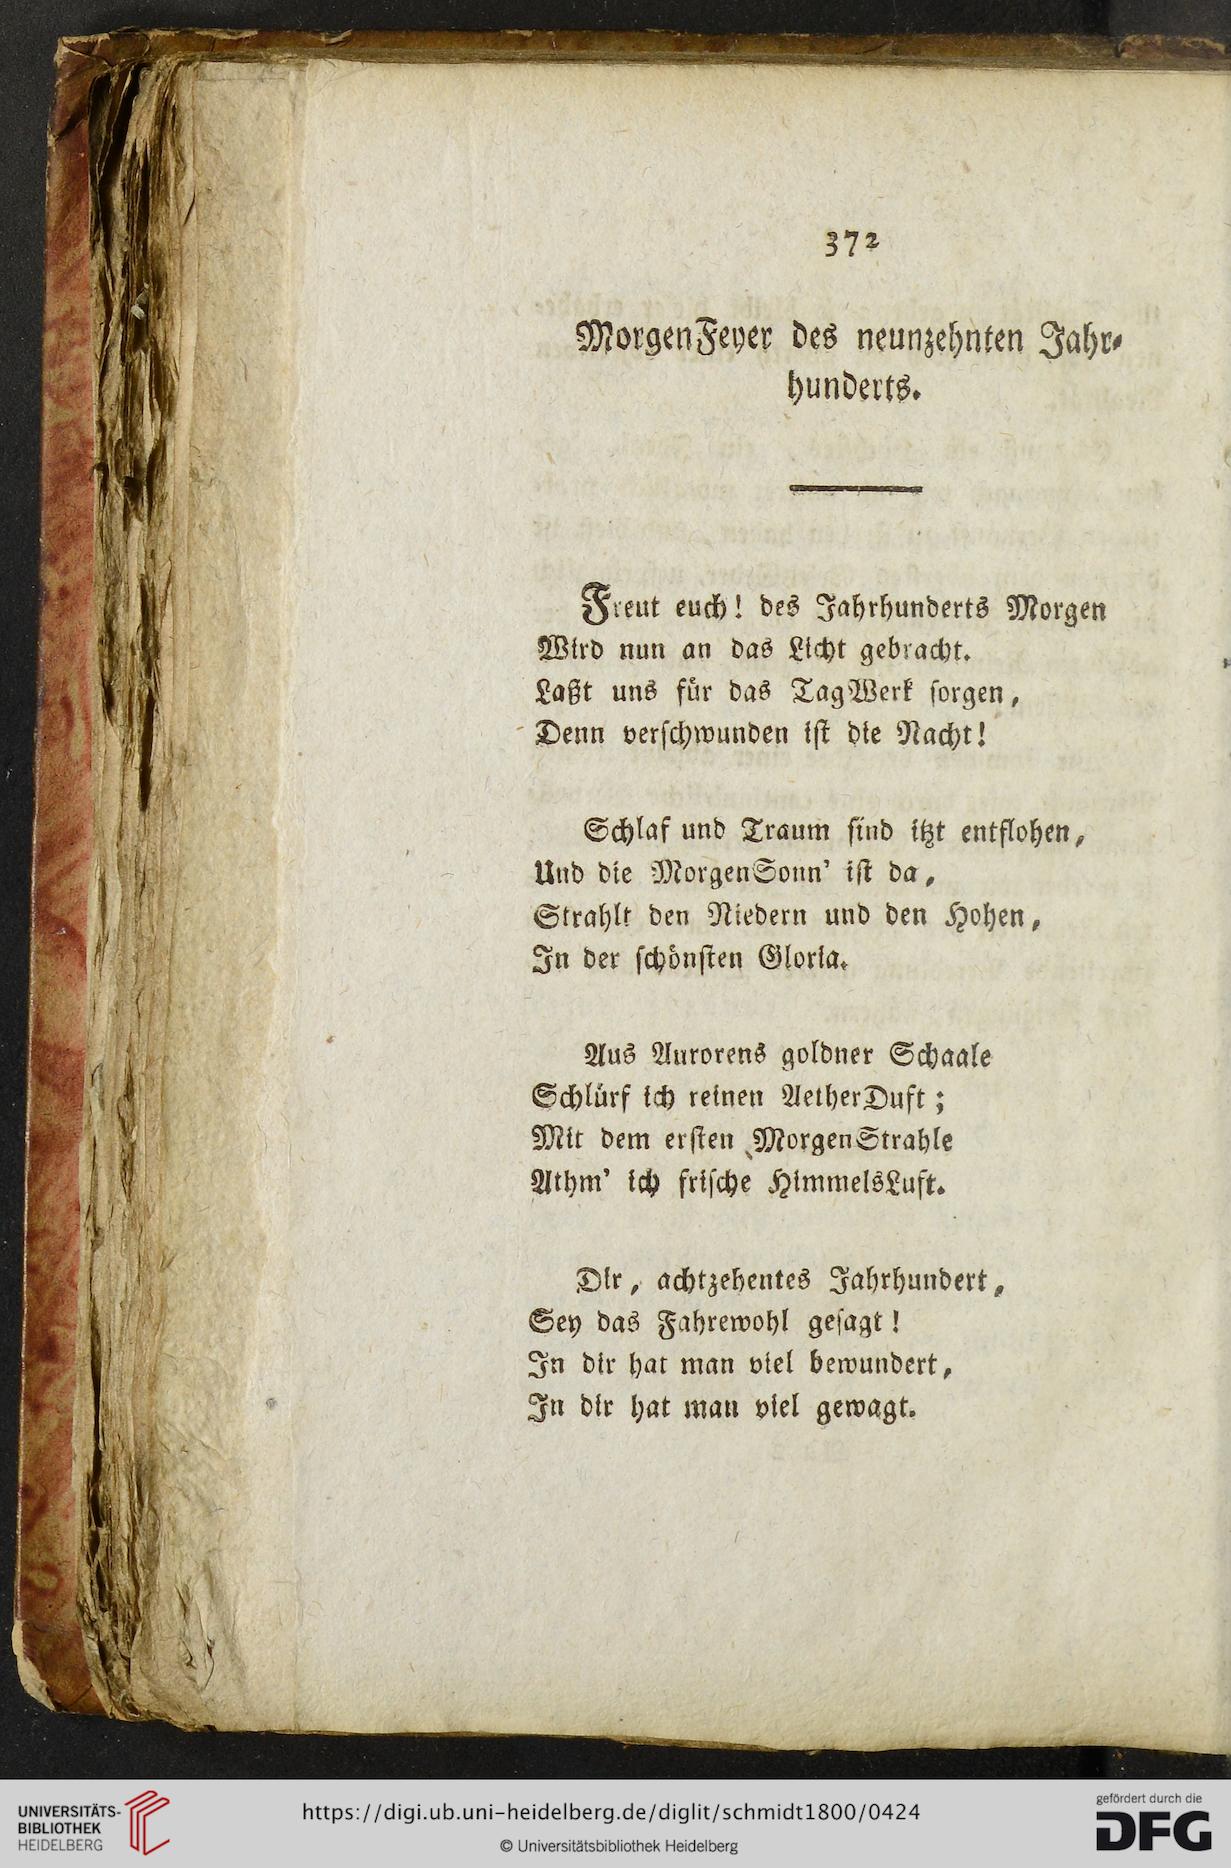 372
MorgenFeyer des neunzehnten Jahr-
hunderts.
Freut euch! des Jahrhunderts Morgen
Wird nun an das Licht gebracht.
Laßt uns für das TagWerk sorgen,
Denn verschwunden ist die Nacht!
Schlaf und Traum sind itzt entflohen,
Und die MorgenSonn' ist da,
Strahlt den Niedern und den Hohen,
In der schönsten Gloria.
Aus Aurorens goldner Schaale
Schlürf ich reinen AetherDuft;
Mit dem ersten MorgenStrahle
Athm' ich frische HimmelsLuft.
Dir, achtzehentes Jahrhundert,
Sey das Fahrewohl gesagt!
In dir hat man viel bewundert,
In dir hat man viel gewagt.
UNIVERSITÄTS-
BIBLIOTHEK
HEIDELBERG
https://digi.ub.uni-heidelberg.de/diglit/schmidt1800/0424
© Universitätsbibliothek Heidelberg
gefördert durch die
DFG